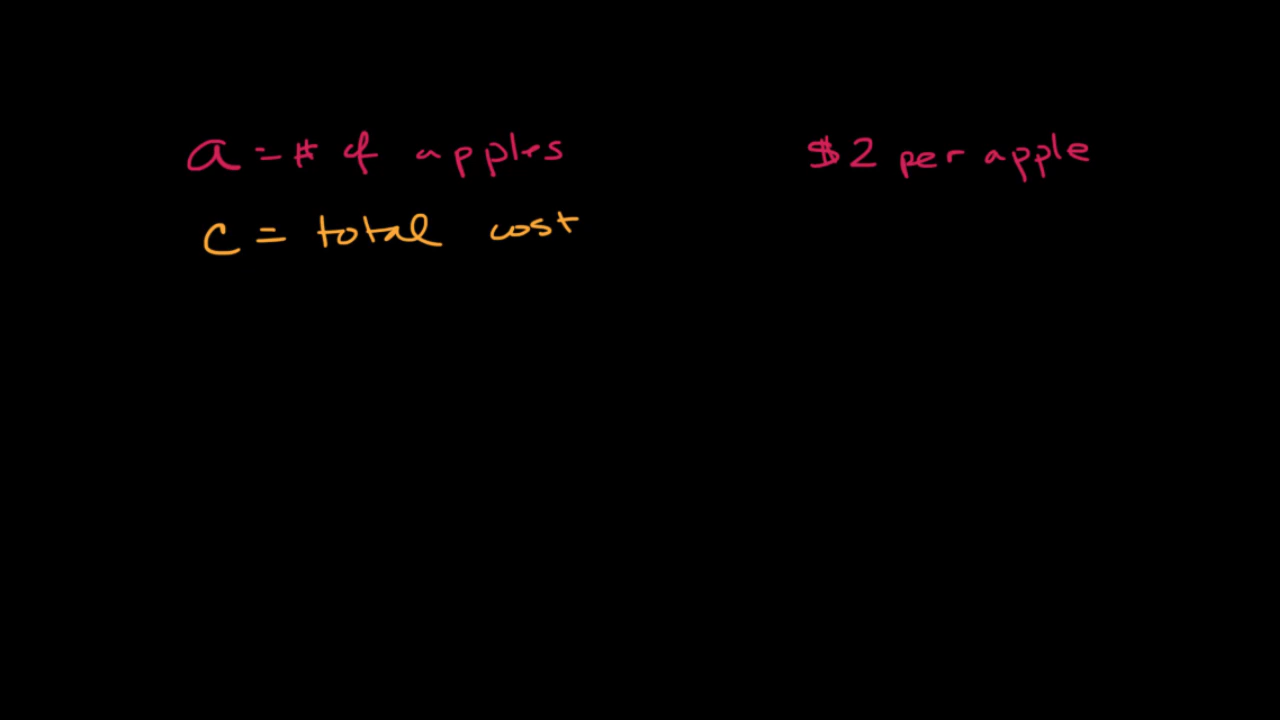 a = # of apples
$2 per apple
c = total cost